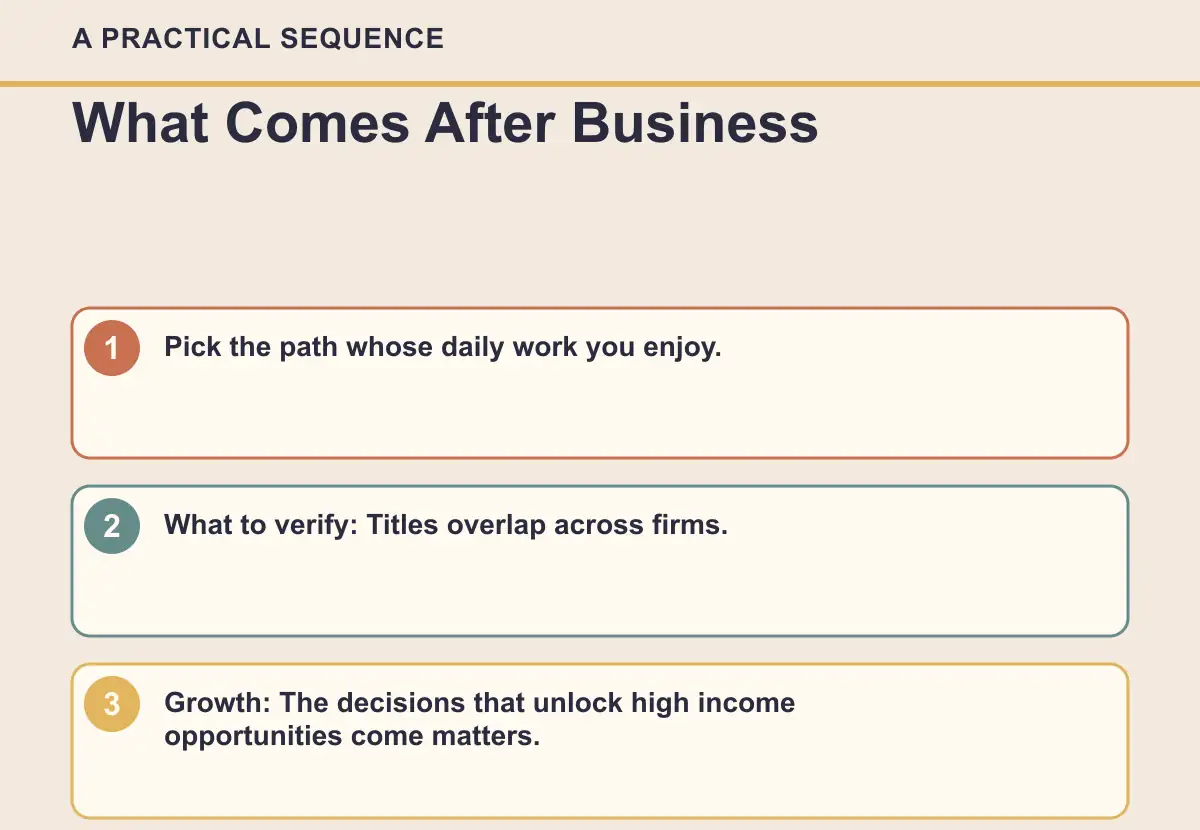 A PRACTICAL SEQUENCE
What Comes After Business
1
Pick the path whose daily work you enjoy.
2
What to verify: Titles overlap across firms.
3
Growth: The decisions that unlock high income
opportunities come matters.